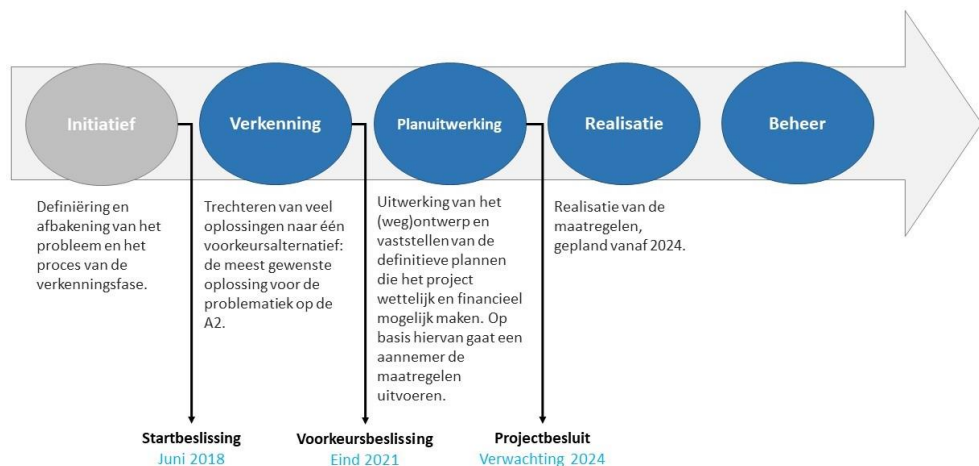 Initiatief
Verkenning
Planuitwerking
Realisatie
Beheer
Definiëring en
afbakening van het
probleem en het
proces van de
verkenningsfase.
Trechteren van veel
oplossingen naar één
voorkeursalternatief:
de meest gewenste
oplossing voor de
problematiek op de
A2.
Uitwerking van het
(weg)ontwerp en
vaststellen van de
definitieve plannen
die het project
wettelijk en financieel
mogelijk maken. Op
basis hiervan gaat een
aannemer de
maatregelen
uitvoeren.
Realisatie van de
maatregelen,
gepland vanaf 2024.
Startbeslissing
Juni 2018
Voorkeursbeslissing
Eind 2021
Projectbesluit
Verwachting 2024